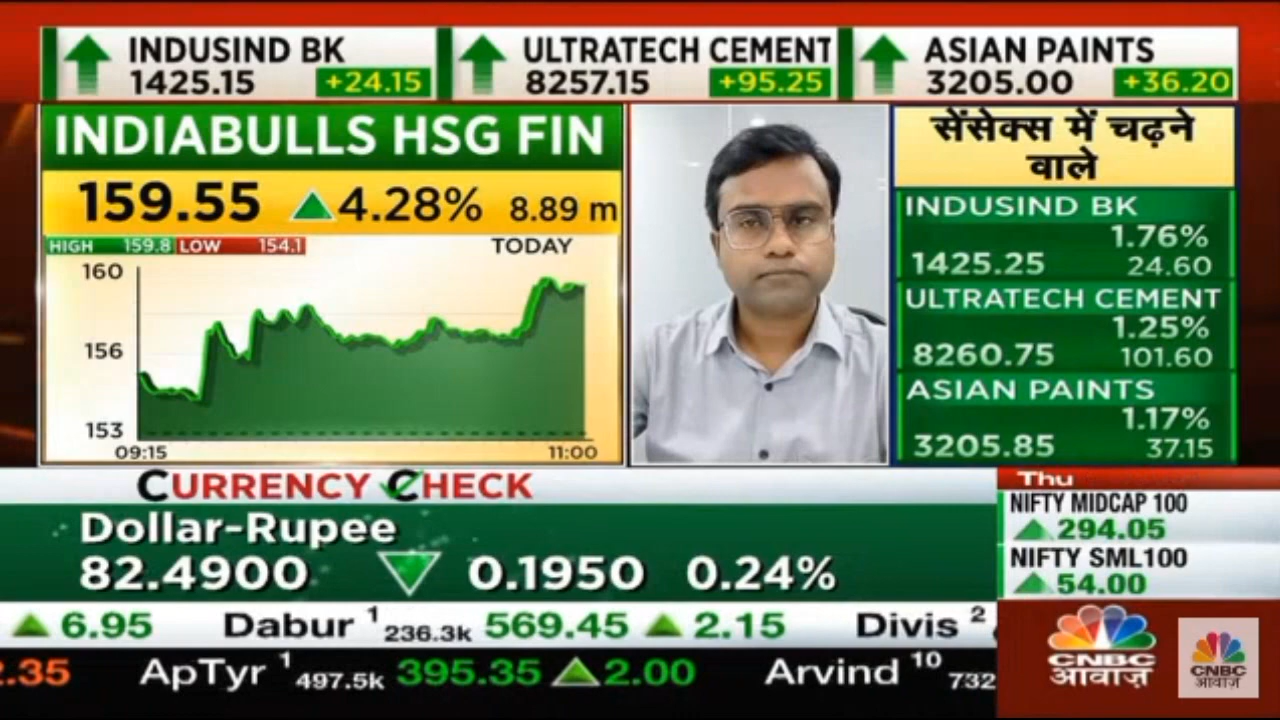 INDUSIND BK
1425.15 +24.15
ULTRATECH CEMENT
8257.15 +95.25
ASIAN PAINTS
3205.00 +36.20
INDIABULLS HSG FIN
159.55 4.28% 8.89 m
HIGH 159.8 LOW 154.1 TODAY
160
156
153
09:15 11:00
सेंसेक्स में चढ़ने
वाले
INDUSIND BK
1.76%
1425.25 24.60
ULTRATECH CEMENT
1.25%
8260.75 101.60
ASIAN PAINTS
1.17%
3205.85 37.15
CURRENCY CHECK
Dollar-Rupee
82.4900 0.1950 0.24%
Thu
NIFTY MIDCAP 100
294.05
NIFTY SML100
54.00
6.95 Dabur 1 236.3k 569.45 2.15 Divis 2
2.35 ApTyr 1 497.5k 395.35 2.00 Arvind 10 732
CNBC
आवाज़
CNBC
आवाज़